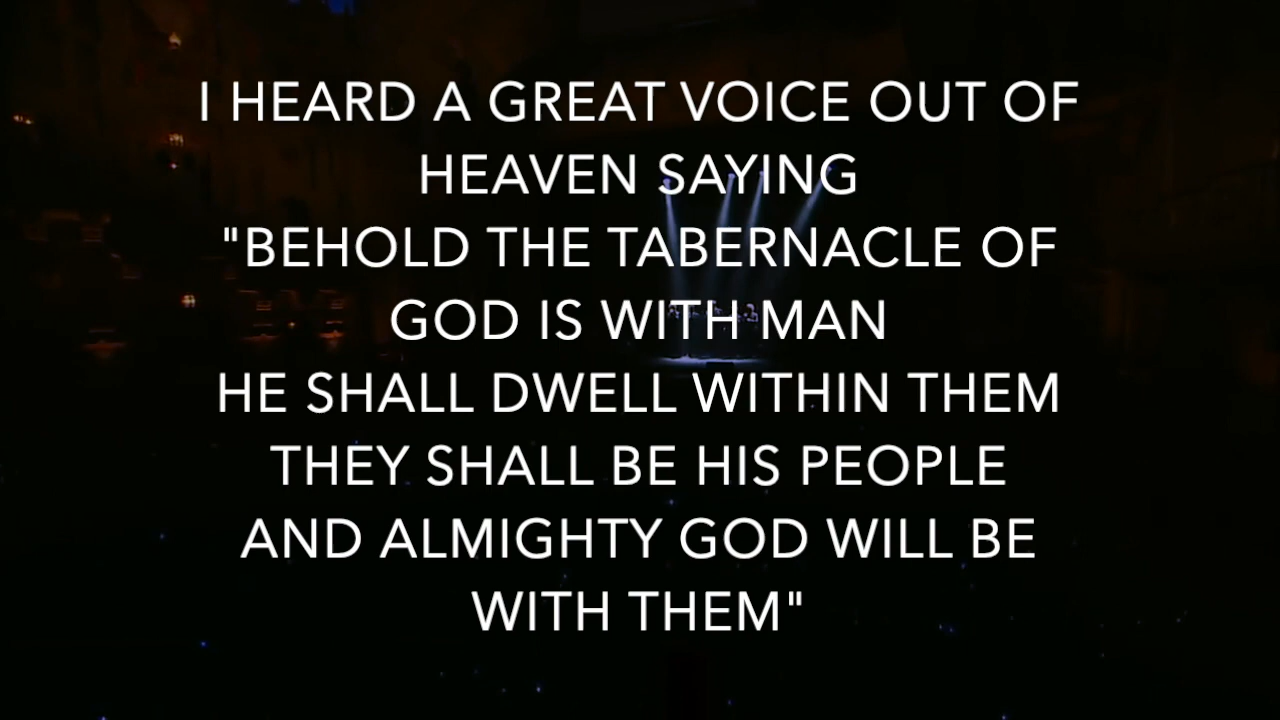 I HEARD A GREAT VOICE OUT OF
HEAVEN SAYING
"BEHOLD THE TABERNACLE OF
GOD IS WITH MAN
HE SHALL DWELL WITHIN THEM
THEY SHALL BE HIS PEOPLE
AND ALMIGHTY GOD WILL BE
WITH THEM"